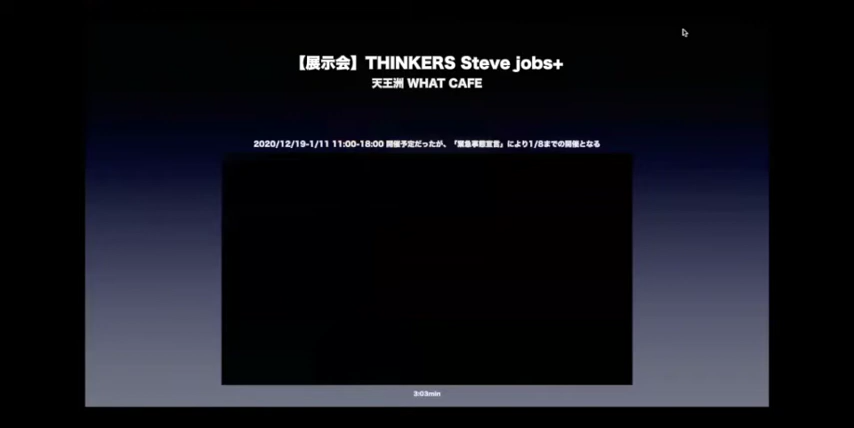 【展示会】THINKERS Steve jobs+
天王洲 WHAT CAFE
2020/12/19-1/11 11:00-18:00 開催予定だったが、「緊急事態宣言」により1/8までの開催となる
3:03min